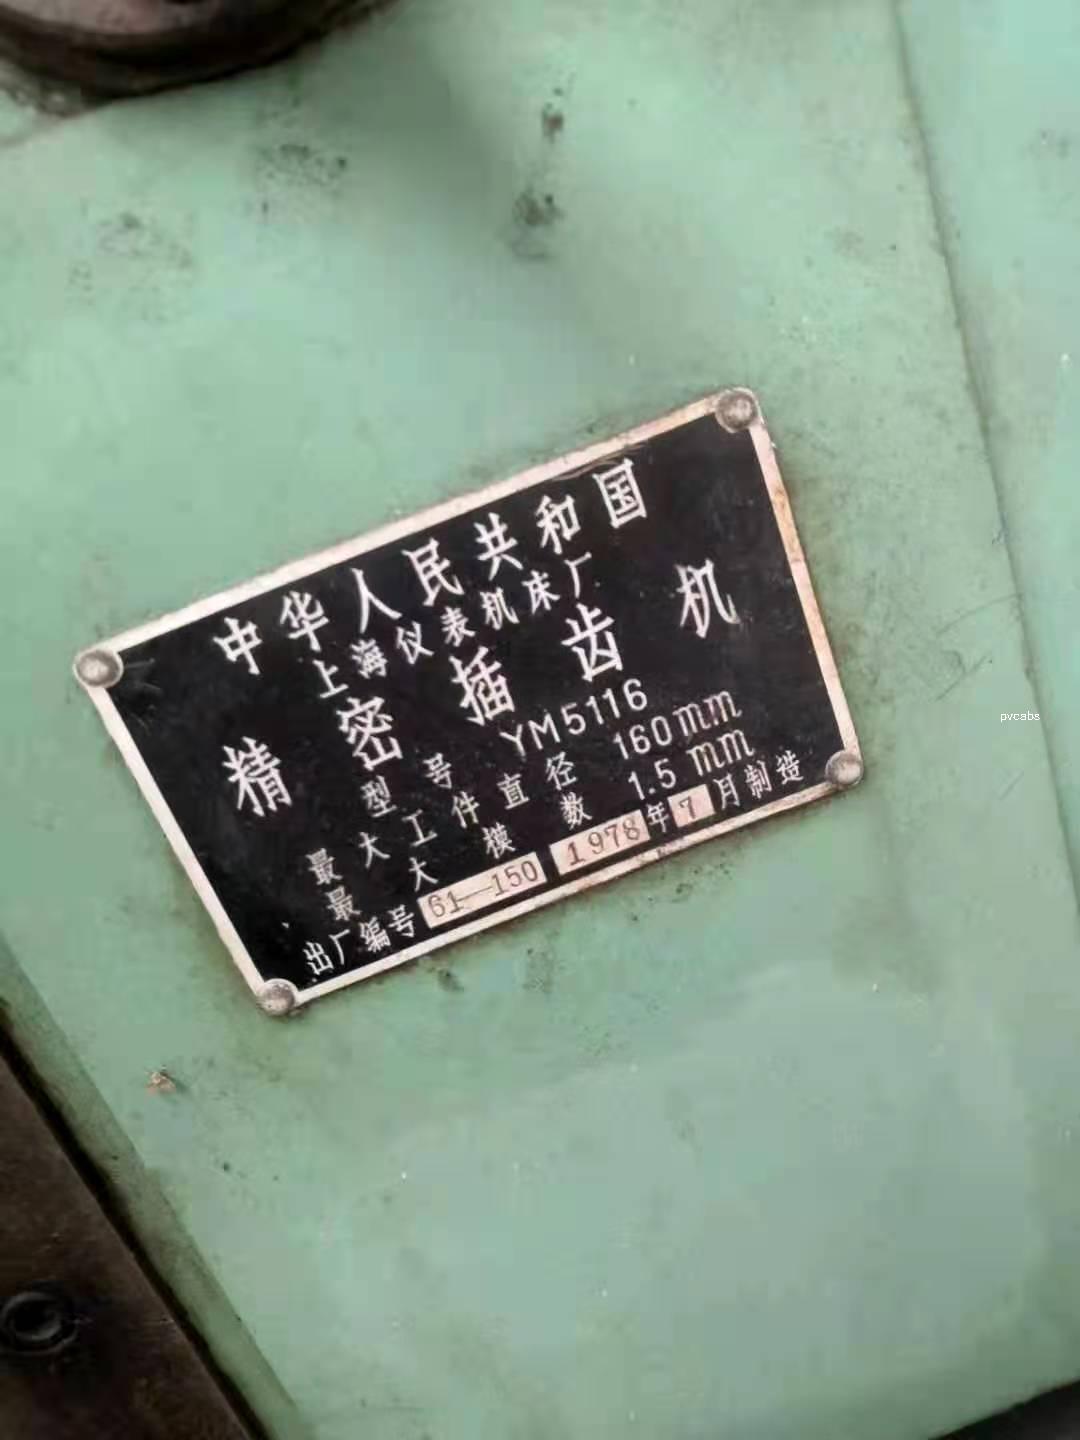 中华人民共和国
上海仪表机床厂
精密插齿机
型号 YM5116
最大工件直径 160mm
最大模数 1.5mm
出厂编号 61—150 1978年7月制造
pvcabs